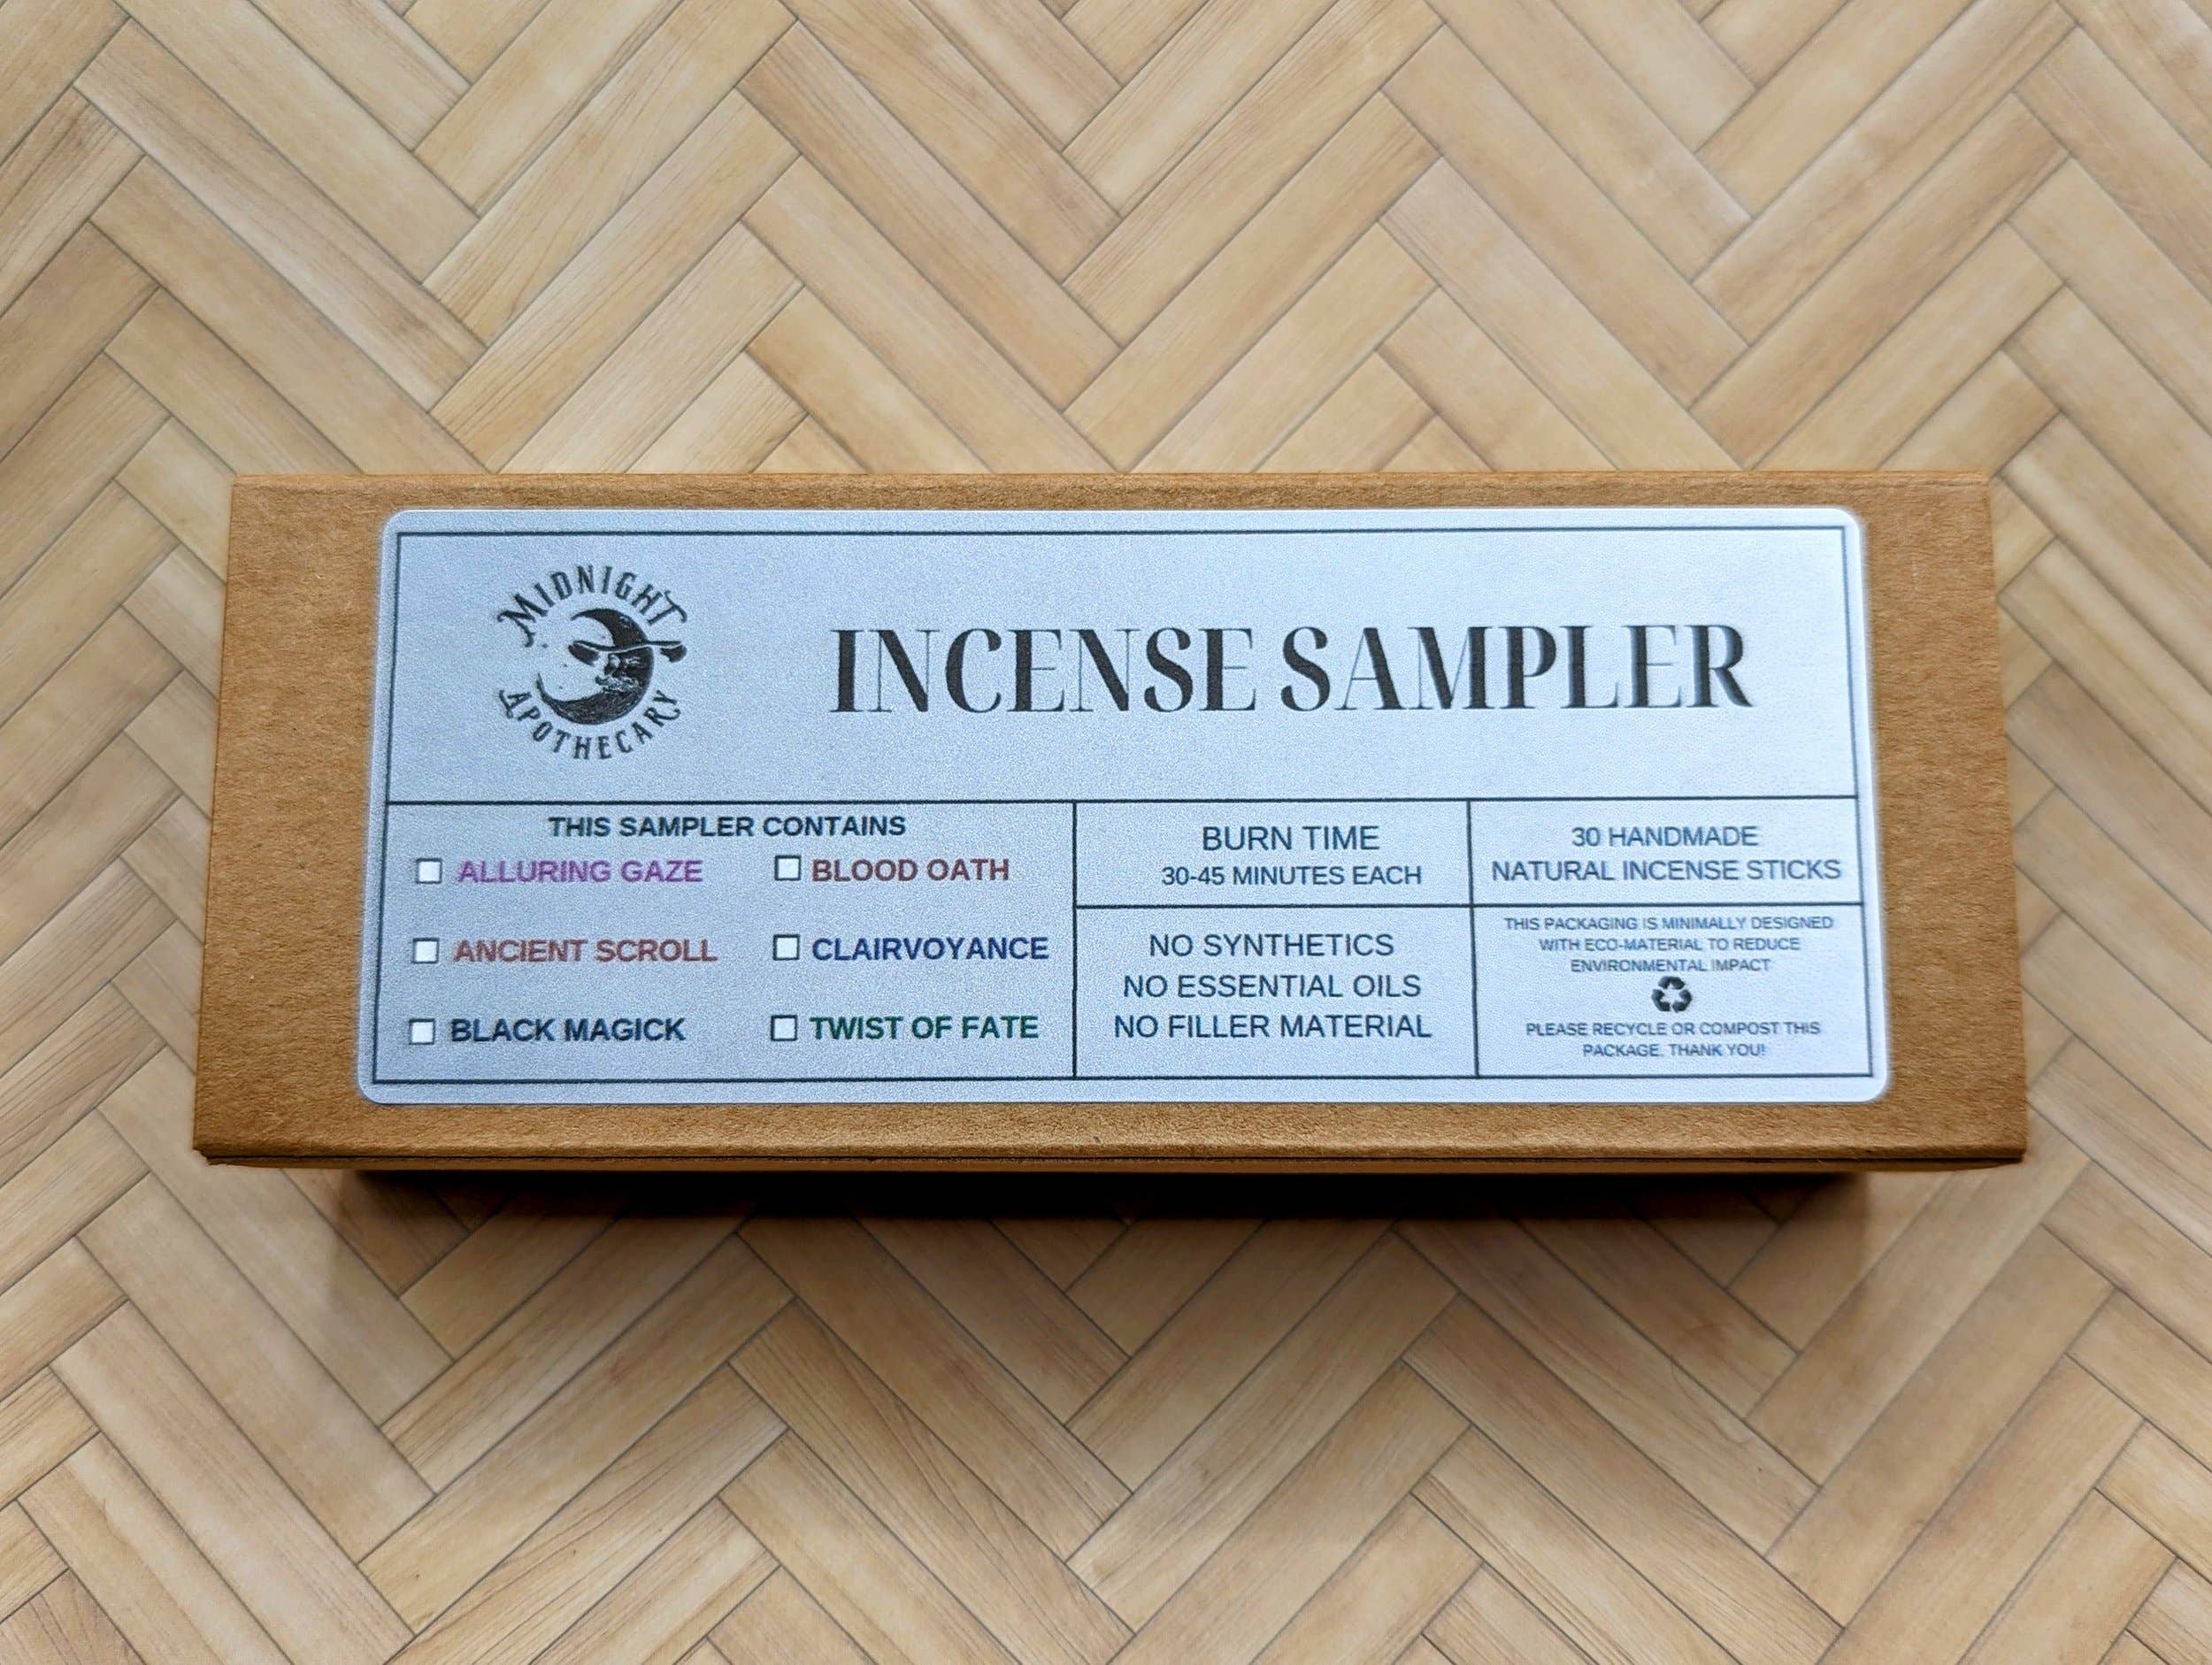 MIDNIGHT
APOTHECARY
INCENSE SAMPLER
THIS SAMPLER CONTAINS
ALLURING GAZE
BLOOD OATH
ANCIENT SCROLL
CLAIRVOYANCE
BLACK MAGICK
TWIST OF FATE
BURN TIME
30-45 MINUTES EACH
NO SYNTHETICS
NO ESSENTIAL OILS
NO FILLER MATERIAL
30 HANDMADE
NATURAL INCENSE STICKS
THIS PACKAGING IS MINIMALLY DESIGNED
WITH ECO-MATERIAL TO REDUCE
ENVIRONMENTAL IMPACT
PLEASE RECYCLE OR COMPOST THIS
PACKAGE. THANK YOU!